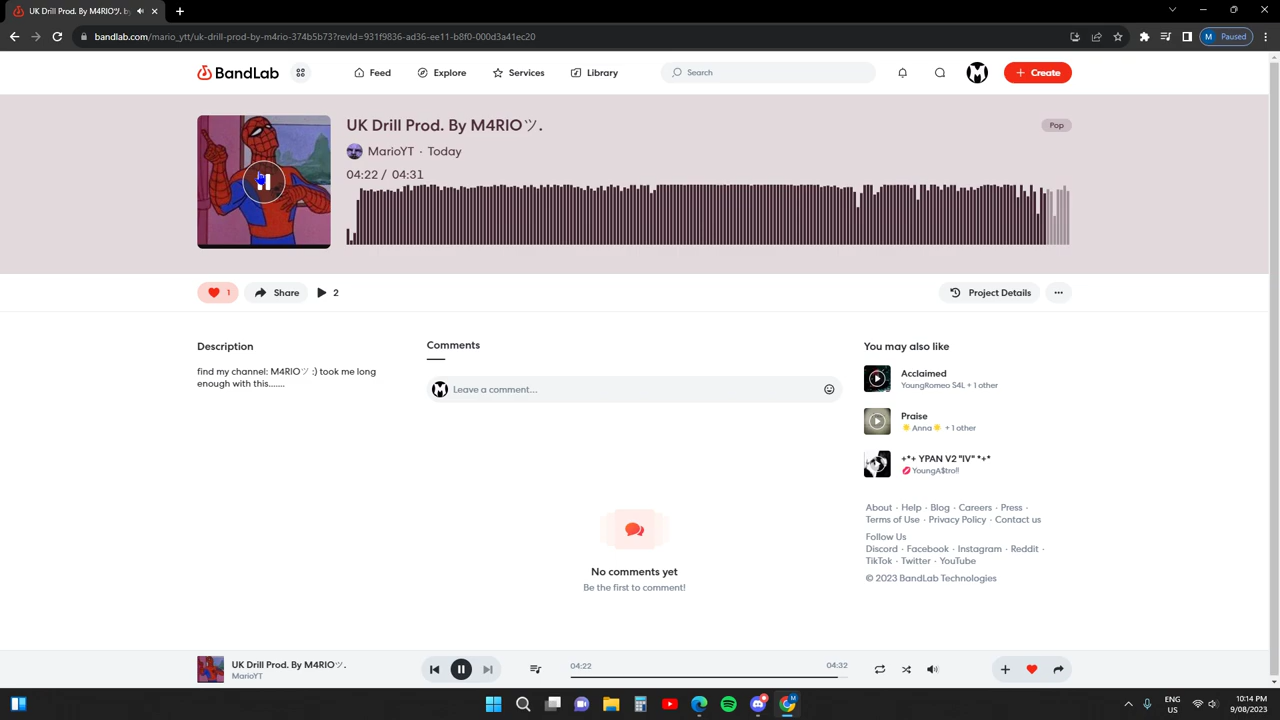 UK Drill Prod. By M4RIOツ. b
bandlab.com/mario_ytt/uk-drill-prod-by-m4rio-374b5b73?revId=931f9836-ad36-ee11-b8f0-000d3a41ec20
M Paused
BandLab
Feed
Explore
Services
Library
Search
Create
UK Drill Prod. By M4RIOツ.
Pop
MarioYT · Today
04:22 / 04:31
1
Share
2
Project Details
Description
find my channel: M4RIOツ :) took me long
enough with this.......
Comments
Leave a comment...
No comments yet
Be the first to comment!
You may also like
Acclaimed
YoungRomeo S4L + 1 other
Praise
Anna + 1 other
+*+ YPAN V2 "IV" *+*
YoungA$tro!!
About · Help · Blog · Careers · Press ·
Terms of Use · Privacy Policy · Contact us
Follow Us
Discord · Facebook · Instagram · Reddit ·
TikTok · Twitter · YouTube
© 2023 BandLab Technologies
UK Drill Prod. By M4RIOツ.
MarioYT
04:22
04:32
ENG
US
10:14 PM
9/08/2023